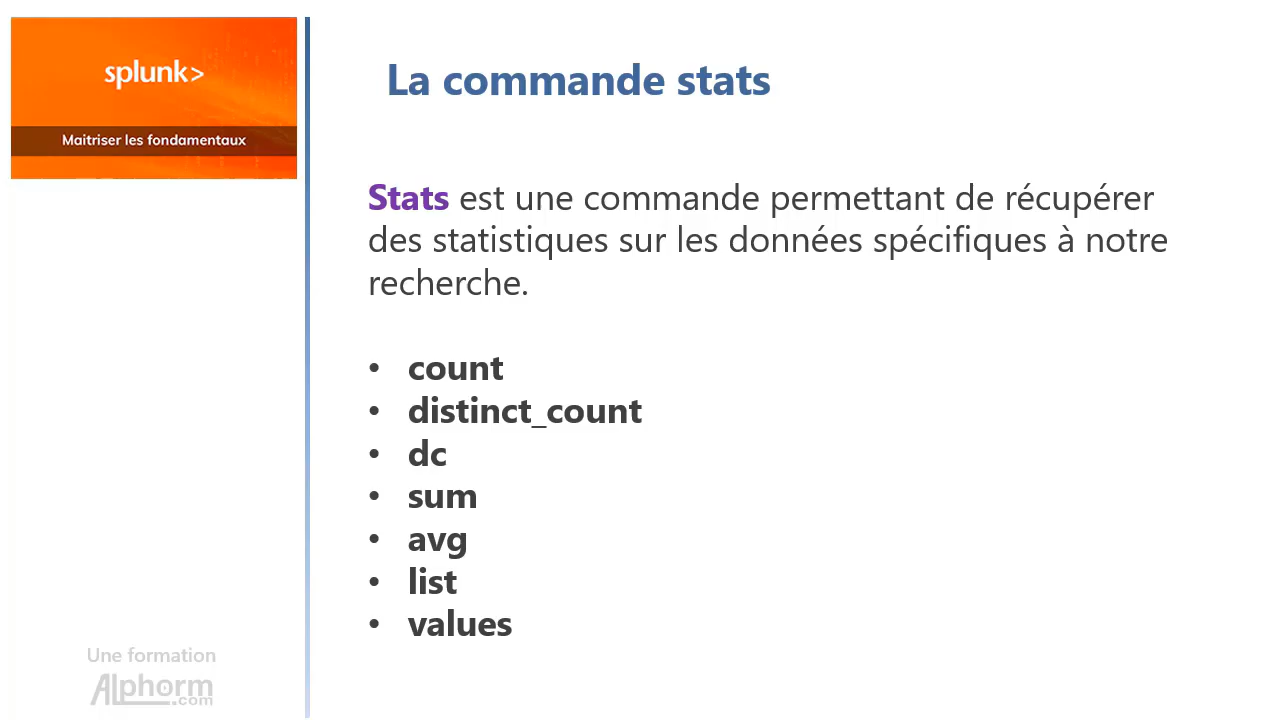 splunk>
Maitriser les fondamentaux
La commande stats
Stats est une commande permettant de récupérer
des statistiques sur les données spécifiques à notre
recherche.
• count
• distinct_count
• dc
• sum
• avg
• list
• values
Une formation
Alphorm
.com